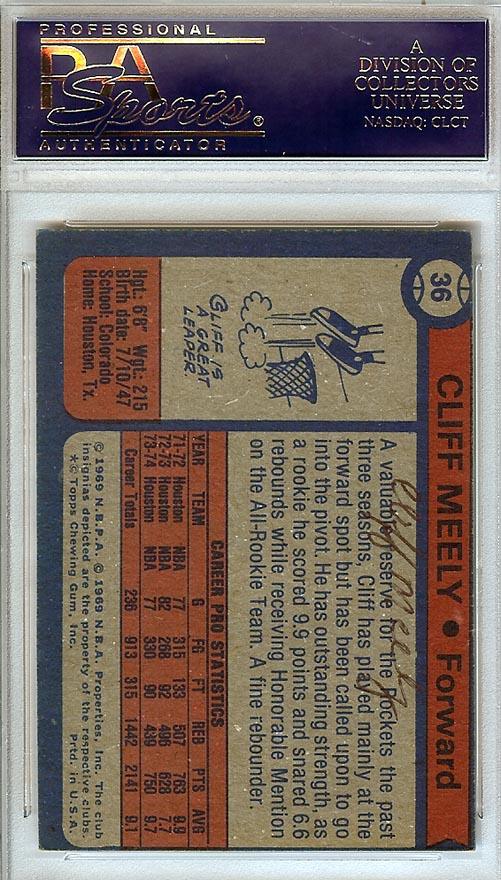 PROFESSIONAL
PSA
Sports®
AUTHENTICATOR
A
DIVISION OF
COLLECTORS
UNIVERSE
NASDAQ: CLCT
36
CLIFF MEELY • Forward
CLIFF IS
A GREAT
LEAPER.
Hgt: 6'8" Wgt: 215
Birth date: 7/10/47
School: Colorado
Home: Houston, Tx.
A valuable reserve for the Rockets the past
three seasons, Cliff has played mainly at the
forward spot but has been called upon to go
into the pivot. He has outstanding strength, as
a rookie he scored 9.9 points and snared 6.6
rebounds while receiving Honorable Mention
on the All-Rookie Team. A fine rebounder.
Cliff Meely
CAREER PRO STATISTICS
YEAR TEAM G FG FT REB PTS AVG
71-72 Houston NBA 77 315 133 507 763 9.9
72-73 Houston NBA 82 268 92 496 628 7.7
73-74 Houston NBA 77 330 90 439 750 9.7
Career Totals 236 913 315 1442 2141 9.1
© 1969 N.B.P.A. © 1969 N.B.A. Properties, Inc. The club
insignias depicted are the property of the respective clubs.
*© Topps Chewing Gum, Inc. Prtd. in U.S.A.